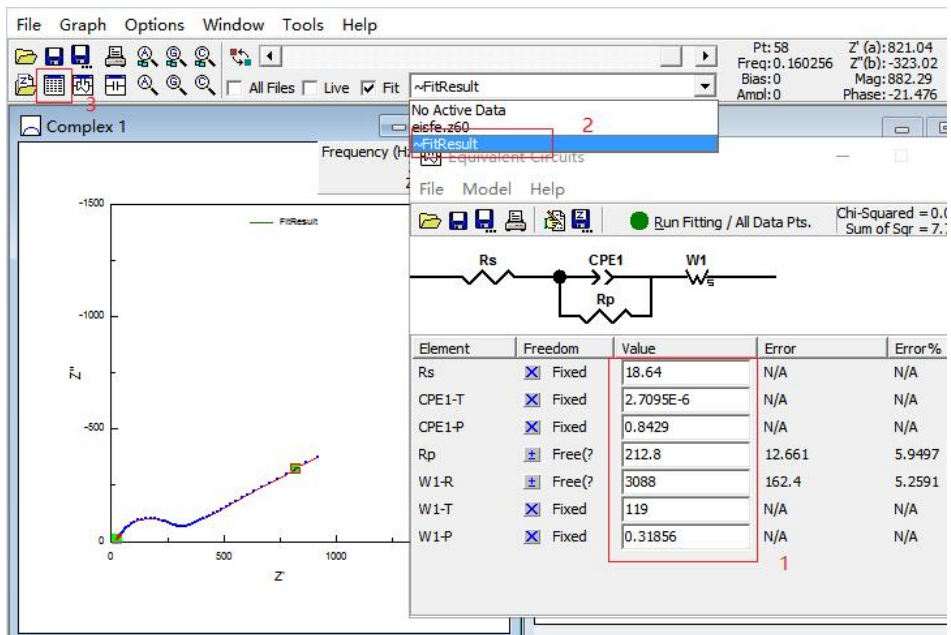 File Graph Options Window Tools Help
Pt: 58 Z' (a): 821.04
Freq: 0.160256 Z''(b): -323.02
Bias: 0 Mag: 882.29
Ampl: 0 Phase: -21.476
All Files Live Fit ~FitResult
3
No Active Data
eisfe.z60
~FitResult
2
Complex 1
Frequency (H
Equivalent Circuits
File Model Help
Run Fitting / All Data Pts.
Chi-Squared = 0.0
Sum of Sqr = 7.7
Rs CPE1 W1
s
Rp
Element Freedom Value Error Error%
Rs Fixed 18.64 N/A N/A
CPE1-T Fixed 2.7095E-6 N/A N/A
CPE1-P Fixed 0.8429 N/A N/A
Rp Free(? 212.8 12.661 5.9497
W1-R Free(? 3088 162.4 5.2591
W1-T Fixed 119 N/A N/A
W1-P Fixed 0.31856 N/A N/A
1
FitResult
-1500
-1000
-500
0
Z''
0 500 1000
Z'